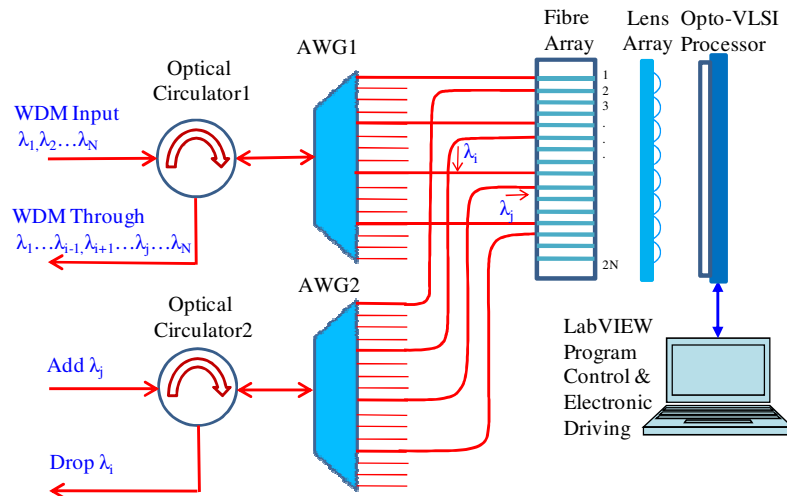 Fibre
Array
Lens
Array
Opto-VLSI
Processor
AWG1
Optical
Circulator1
WDM Input
λ1,λ2…λN
WDM Through
λ1…λi-1,λi+1…λj…λN
1
2
3
.
.
.
2N
λi
λj
AWG2
Optical
Circulator2
Add λj
Drop λi
LabVIEW
Program
Control &
Electronic
Driving